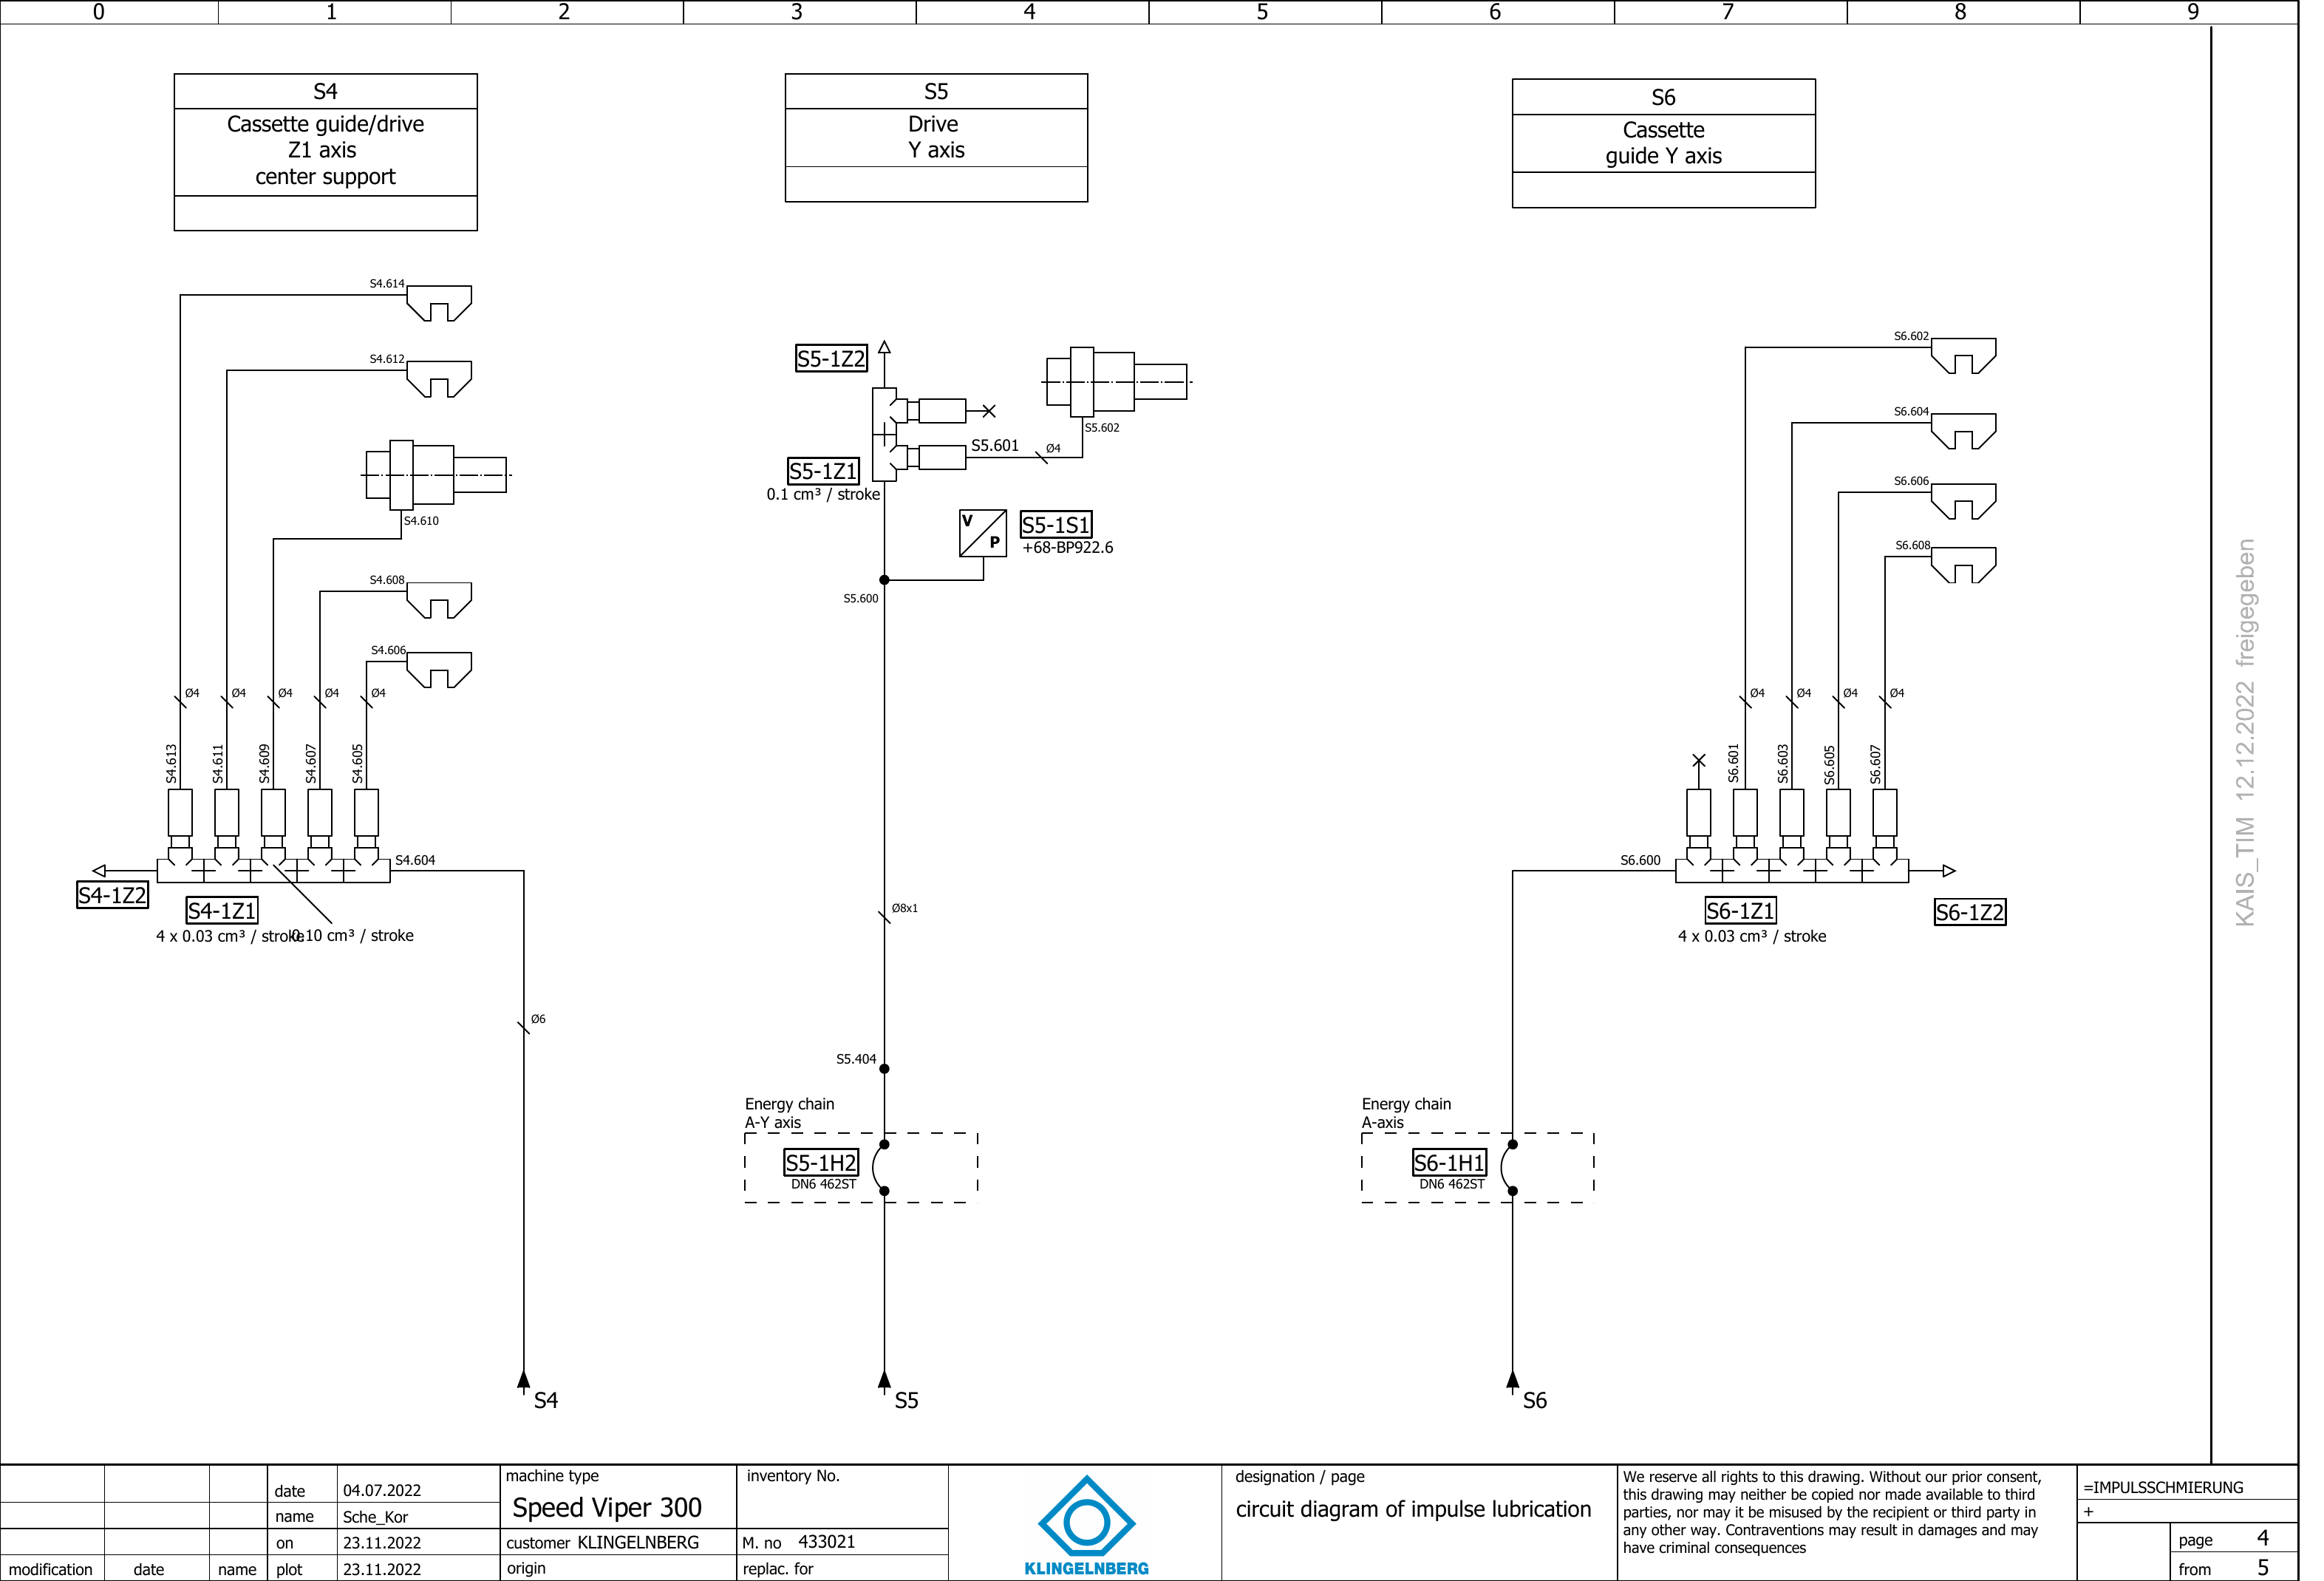 0 1 2 3 4 5 6 7 8 9
S4
Cassette guide/drive
Z1 axis
center support
S5
Drive
Y axis
S6
Cassette
guide Y axis
S4.614
S4.612
S4.610
S4.608
S4.606
Ø4 Ø4 Ø4 Ø4 Ø4
S4.613
S4.611
S4.609
S4.607
S4.605
S4.604
S4-1Z2
S4-1Z1
4 x 0.03 cm³ / stroke
0.10 cm³ / stroke
Ø6
S4
S5-1Z2
S5.602
S5.601
Ø4
S5-1Z1
0.1 cm³ / stroke
V
P
S5-1S1
+68-BP922.6
S5.600
Ø8x1
S5.404
Energy chain
A-Y axis
S5-1H2
DN6 462ST
S5
S6.602
S6.604
S6.606
S6.608
Ø4 Ø4 Ø4 Ø4
S6.601
S6.603
S6.605
S6.607
S6.600
S6-1Z1
4 x 0.03 cm³ / stroke
S6-1Z2
Energy chain
A-axis
S6-1H1
DN6 462ST
S6
KAIS_TIM 12.12.2022 freigegeben
modification date name
date 04.07.2022
name Sche_Kor
on 23.11.2022
plot 23.11.2022
machine type
Speed Viper 300
customer KLINGELNBERG
origin
inventory No.
M. no 433021
replac. for
KLINGELNBERG
designation / page
circuit diagram of impulse lubrication
We reserve all rights to this drawing. Without our prior consent,
this drawing may neither be copied nor made available to third
parties, nor may it be misused by the recipient or third party in
any other way. Contraventions may result in damages and may
have criminal consequences
=IMPULSSCHMIERUNG
+
page 4
from 5